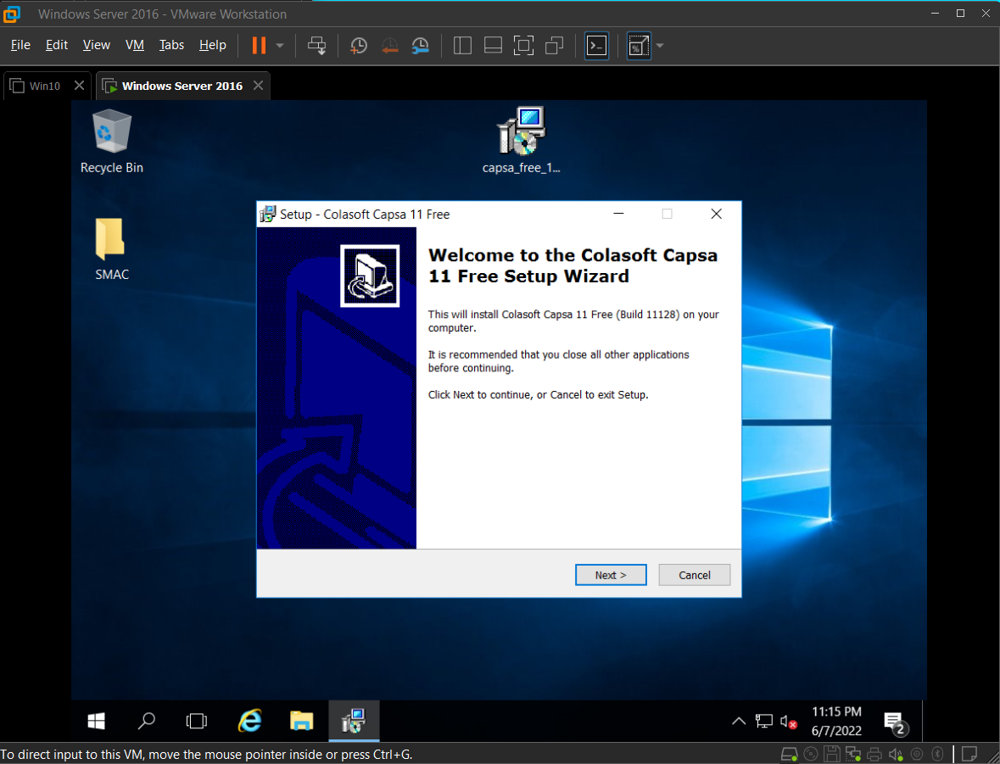 Windows Server 2016 - VMware Workstation
File Edit View VM Tabs Help
Win10
Windows Server 2016
Recycle Bin
capsa_free_1...
SMAC
Setup - Colasoft Capsa 11 Free
Welcome to the Colasoft Capsa
11 Free Setup Wizard
This will install Colasoft Capsa 11 Free (Build 11128) on your
computer.
It is recommended that you close all other applications
before continuing.
Click Next to continue, or Cancel to exit Setup.
Next >
Cancel
11:15 PM
6/7/2022
2
To direct input to this VM, move the mouse pointer inside or press Ctrl+G.